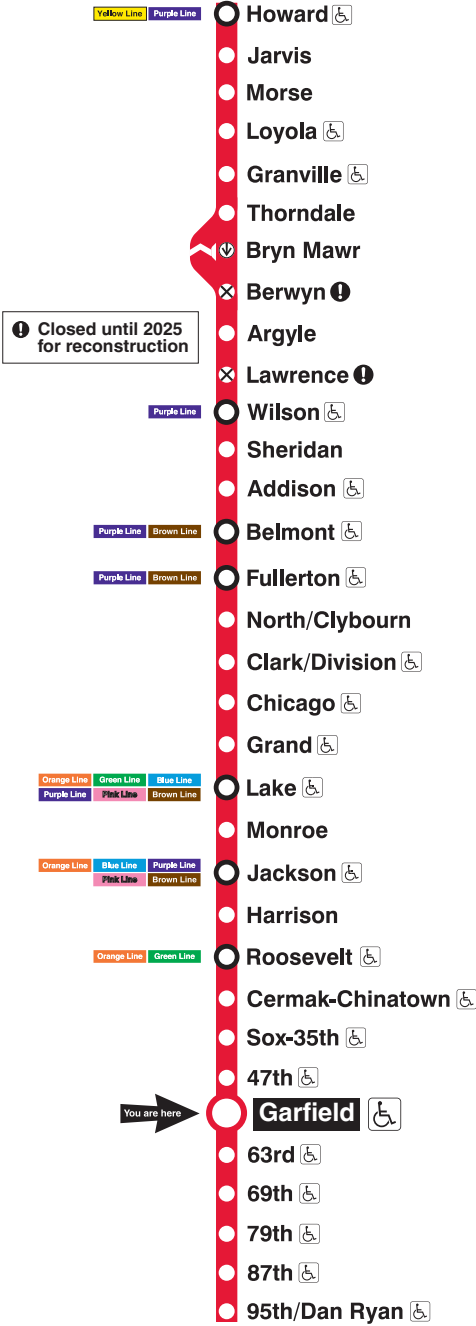 Yellow Line Purple Line Howard
Jarvis
Morse
Loyola
Granville
Thorndale
Bryn Mawr
Berwyn !
! Closed until 2025
for reconstruction
Argyle
Lawrence !
Purple Line Wilson
Sheridan
Addison
Purple Line Brown Line Belmont
Purple Line Brown Line Fullerton
North/Clybourn
Clark/Division
Chicago
Grand
Orange Line Green Line Blue Line
Purple Line Pink Line Brown Line
Lake
Monroe
Orange Line Blue Line Purple Line
Pink Line Brown Line
Jackson
Harrison
Orange Line Green Line Roosevelt
Cermak-Chinatown
Sox-35th
47th
You are here Garfield
63rd
69th
79th
87th
95th/Dan Ryan